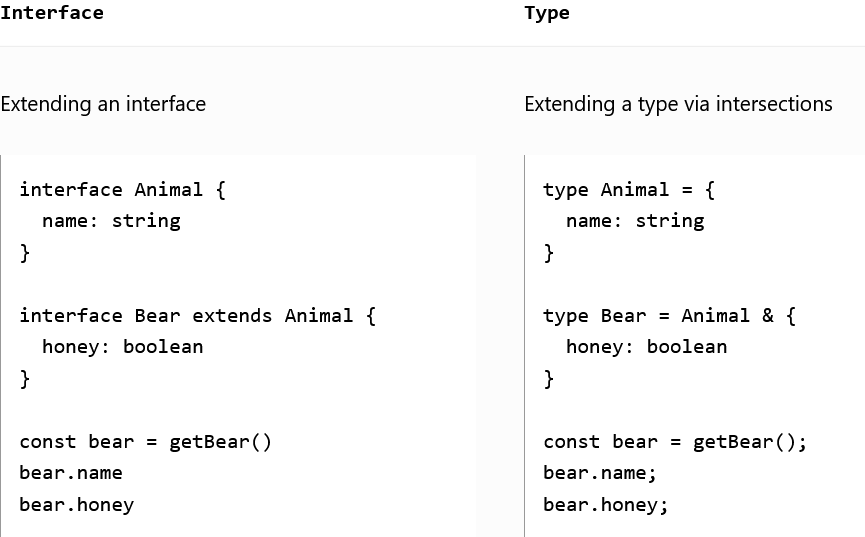 Interface
Type
Extending an interface
Extending a type via intersections
interface Animal {
  name: string
}
interface Bear extends Animal {
  honey: boolean
}
const bear = getBear()
bear.name
bear.honey
type Animal = {
  name: string
}
type Bear = Animal & {
  honey: boolean
}
const bear = getBear();
bear.name;
bear.honey;